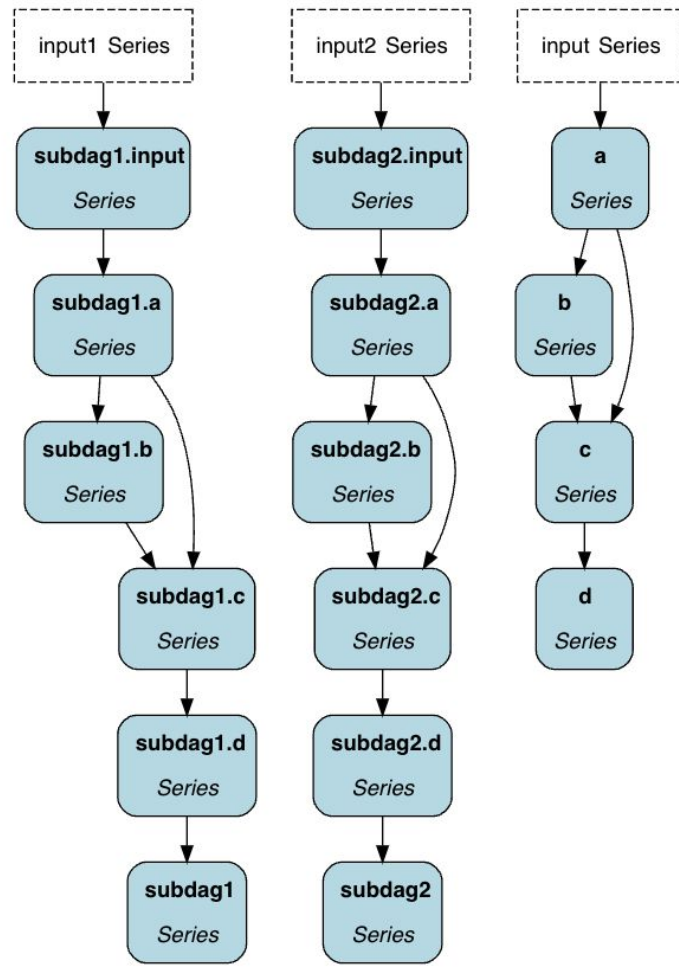 input1 Series
input2 Series
input Series
subdag1.input
Series
subdag2.input
Series
a
Series
subdag1.a
Series
subdag2.a
Series
b
Series
subdag1.b
Series
subdag2.b
Series
c
Series
subdag1.c
Series
subdag2.c
Series
d
Series
subdag1.d
Series
subdag2.d
Series
subdag1
Series
subdag2
Series